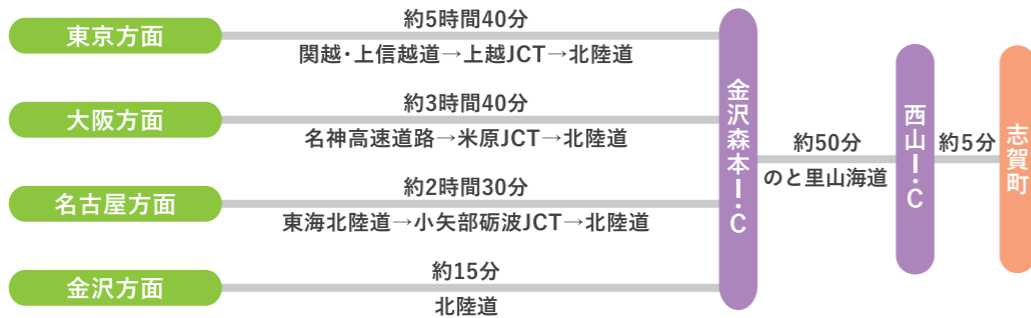 東京方面
約5時間40分
関越・上信越道→上越JCT→北陸道
大阪方面
約3時間40分
名神高速道路→米原JCT→北陸道
名古屋方面
約2時間30分
東海北陸道→小矢部砺波JCT→北陸道
金沢方面
約15分
北陸道
金沢森本I・C
約50分
のと里山海道
西山I・C
約5分
志賀町